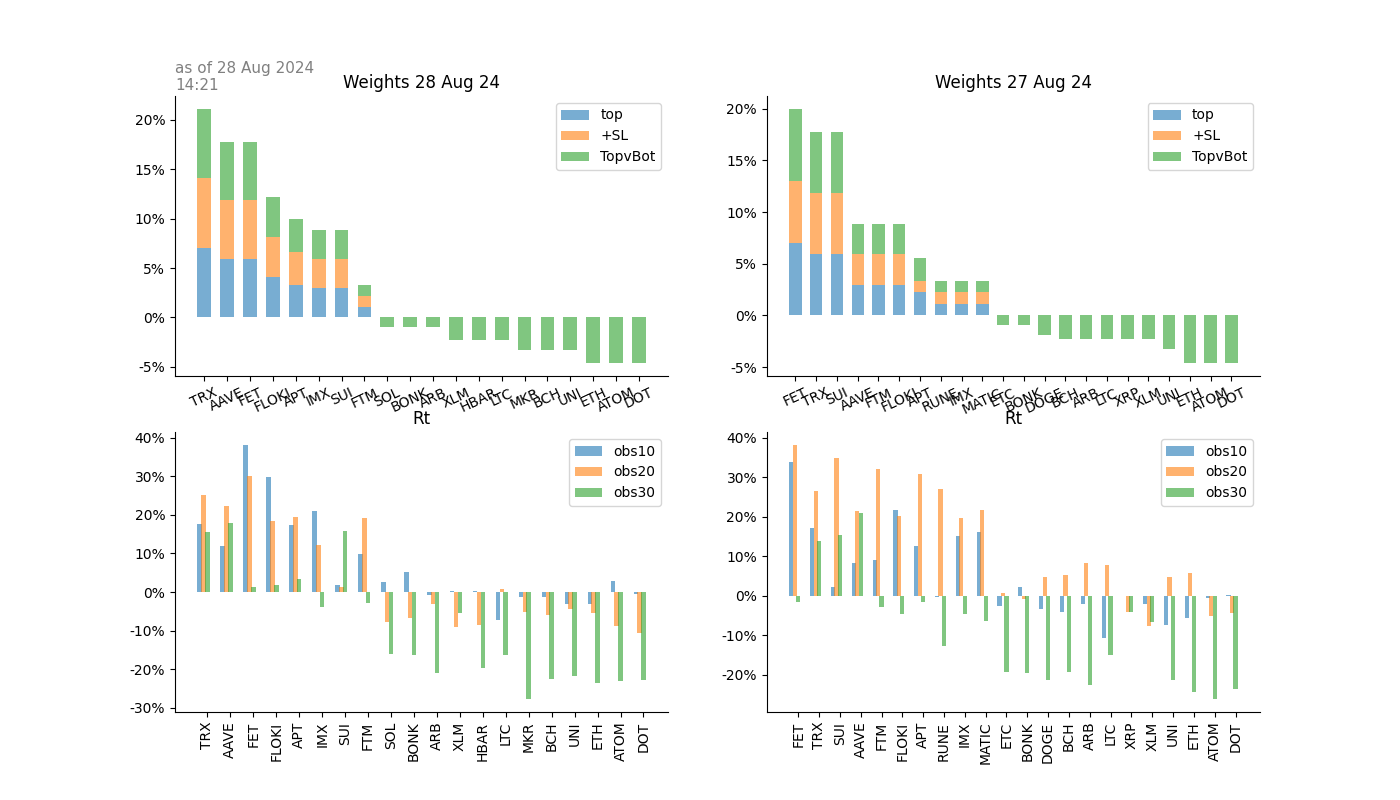 as of 28 Aug 2024
14:21
Weights 28 Aug 24
20%
15%
10%
5%
0%
-5%
top
+SL
TopvBot
TRX AAVE FET FLOKI APT IMX SUI FTM SOL BONK ARB XLM HBAR LTC MKR BCH UNI ETH ATOM DOT
Weights 27 Aug 24
20%
15%
10%
5%
0%
-5%
top
+SL
TopvBot
FET TRX SUI AAVE FTM FLOKI APT RUNE IMX MATIC ETC BONK DOGE BCH ARB LTC XRP XLM UNI ETH ATOM DOT
Rt
40%
30%
20%
10%
0%
-10%
-20%
-30%
obs10
obs20
obs30
TRX AAVE FET FLOKI APT IMX SUI FTM SOL BONK ARB XLM HBAR LTC MKR BCH UNI ETH ATOM DOT
Rt
40%
30%
20%
10%
0%
-10%
-20%
obs10
obs20
obs30
FET TRX SUI AAVE FTM FLOKI APT RUNE IMX MATIC ETC BONK DOGE BCH ARB LTC XRP XLM UNI ETH ATOM DOT